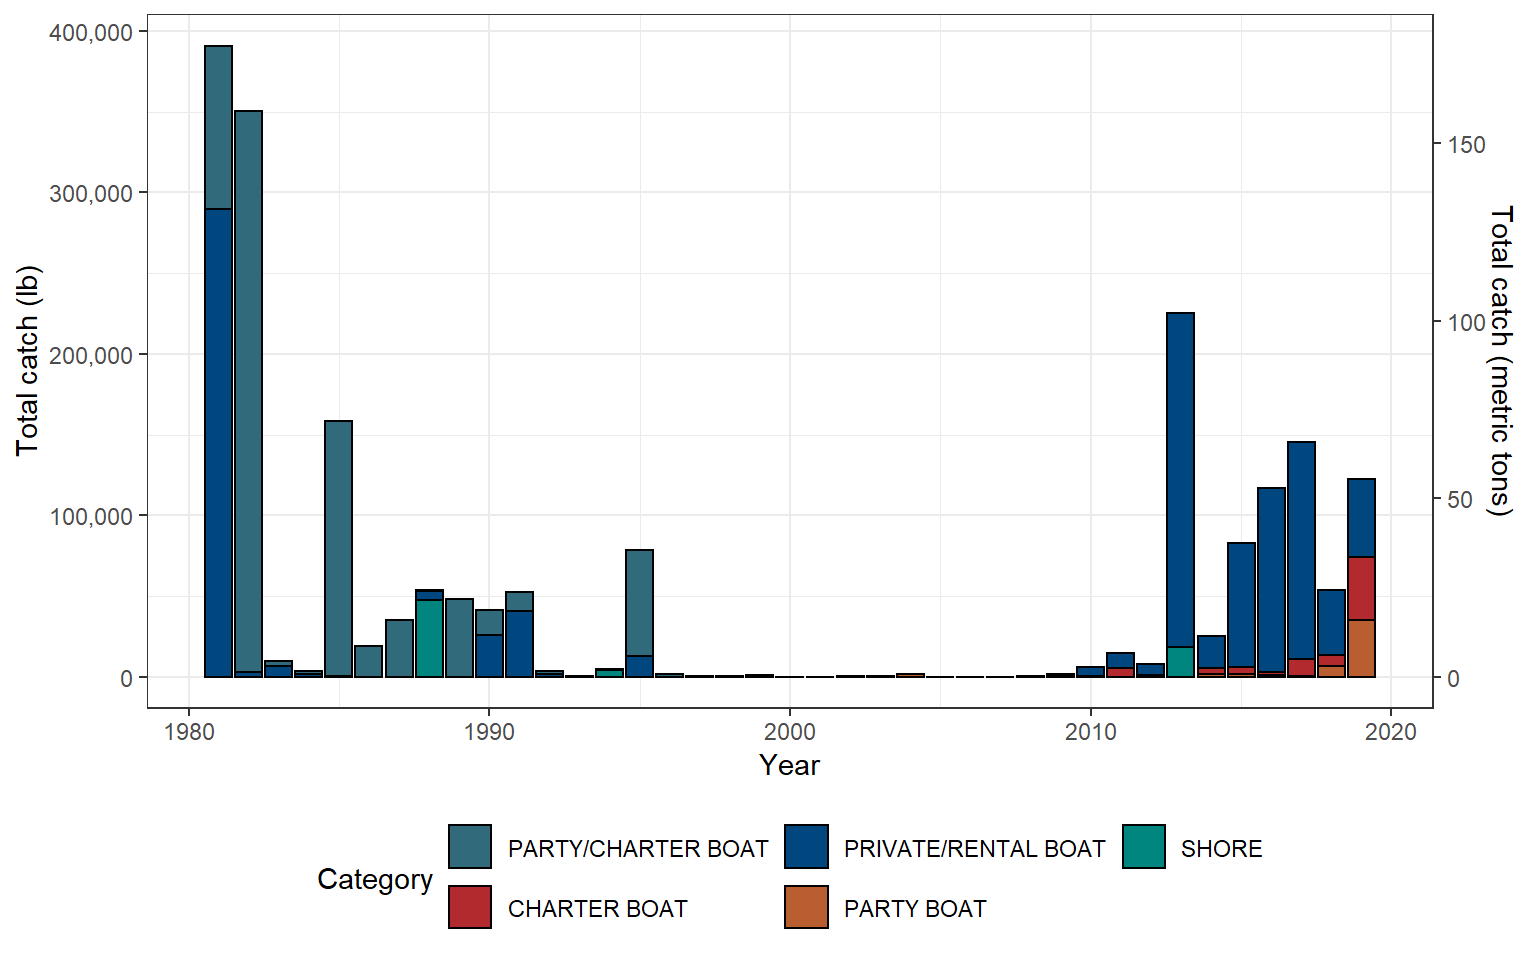 400,000
300,000
200,000
100,000
0
Total catch (lb)
150
100
50
0
Total catch (metric tons)
1980
1990
2000
2010
2020
Year
Category
PARTY/CHARTER BOAT
PRIVATE/RENTAL BOAT
SHORE
CHARTER BOAT
PARTY BOAT